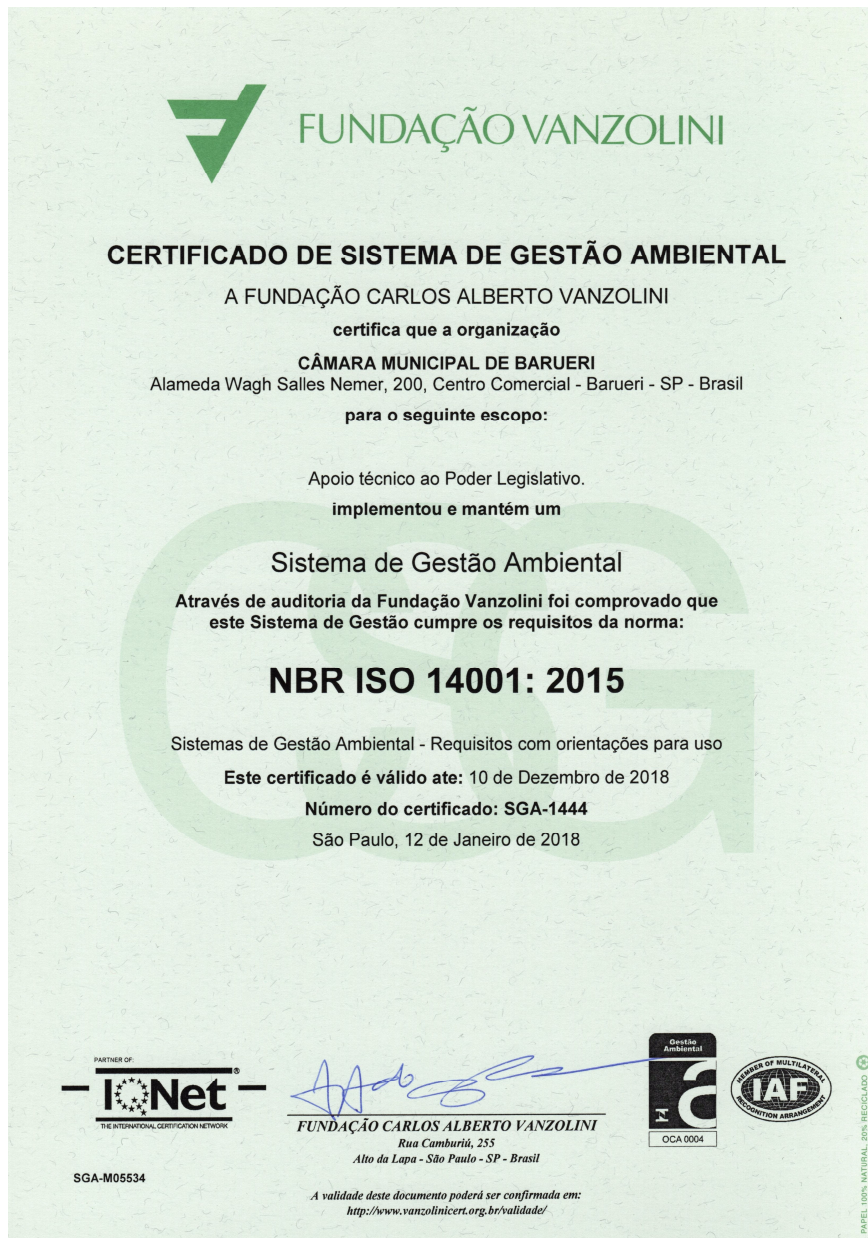 FUNDAÇÃO VANZOLINI
CERTIFICADO DE SISTEMA DE GESTÃO AMBIENTAL
A FUNDAÇÃO CARLOS ALBERTO VANZOLINI
certifica que a organização
CÂMARA MUNICIPAL DE BARUERI
Alameda Wagh Salles Nemer, 200, Centro Comercial - Barueri - SP - Brasil
para o seguinte escopo:
Apoio técnico ao Poder Legislativo.
implementou e mantém um
Sistema de Gestão Ambiental
Através de auditoria da Fundação Vanzolini foi comprovado que
este Sistema de Gestão cumpre os requisitos da norma:
NBR ISO 14001: 2015
Sistemas de Gestão Ambiental - Requisitos com orientações para uso
Este certificado é válido ate: 10 de Dezembro de 2018
Número do certificado: SGA-1444
São Paulo, 12 de Janeiro de 2018
CSG
PARTNER OF:
IQNet ®
THE INTERNATIONAL CERTIFICATION NETWORK
SGA-M05534
FUNDAÇÃO CARLOS ALBERTO VANZOLINI
Rua Camburiú, 255
Alto da Lapa - São Paulo - SP - Brasil
A validade deste documento poderá ser confirmada em:
http://www.vanzolinicert.org.br/validade/
Gestão
Ambiental
OCA 0004
MEMBER OF MULTILATERAL
IAF
RECOGNITION ARRANGEMENT
PAPEL 100% NATURAL, 20% RECICLADO